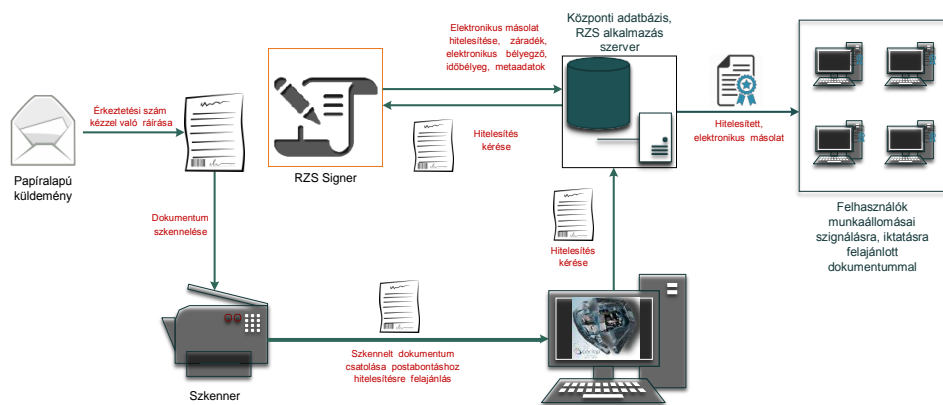 Papíralapú
küldemény
Érkeztetési szám
kézzel való ráírása
Dokumentum
szkennelése
Szkenner
Szkennelt dokumentum
csatolása postabontáshoz
hitelesítésre felajánlás
Hitelesítés
kérése
Központi adatbázis,
RZS alkalmazás
szerver
Hitelesítés
kérése
RZS Signer
Elektronikus másolat
hitelesítése, záradék,
elektronikus bélyegző,
időbélyeg, metaadatok
Hitelesített,
elektronikus másolat
Felhasználók
munkaállomásai
szignálásra, iktatásra
felajánlott
dokumentummal